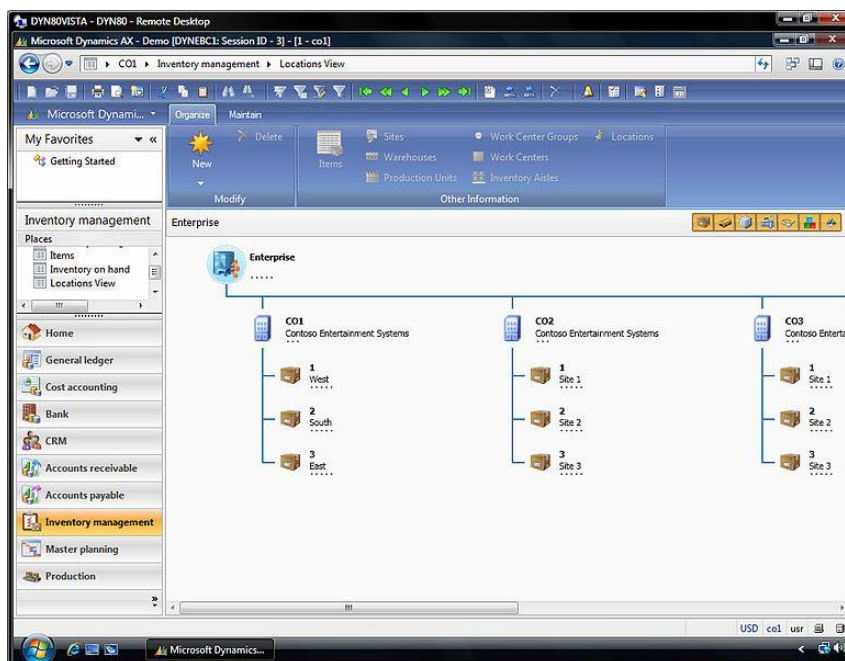 DYN80VISTA - DYN80 - Remote Desktop
Microsoft Dynamics AX - Demo [DYNEBC1: Session ID - 3] - [1 - co1]
CO1 Inventory management Locations View
Microsoft Dynami... Organize Maintain
My Favorites
Getting Started
New
Delete
Modify
Items
Sites
Warehouses
Production Units
Work Center Groups
Work Centers
Inventory Aisles
Locations
Other Information
Inventory management
Places
Items
Inventory on hand
Locations View
Home
General ledger
Cost accounting
Bank
CRM
Accounts receivable
Accounts payable
Inventory management
Master planning
Production
Enterprise
Enterprise
CO1
Contoso Entertainment Systems
1
West
2
South
3
East
CO2
Contoso Entertainment Systems
1
Site 1
2
Site 2
3
Site 3
CO3
Contoso Enterta
1
Site 1
2
Site 2
3
Site 3
USD co1 usr
Microsoft Dynamics...